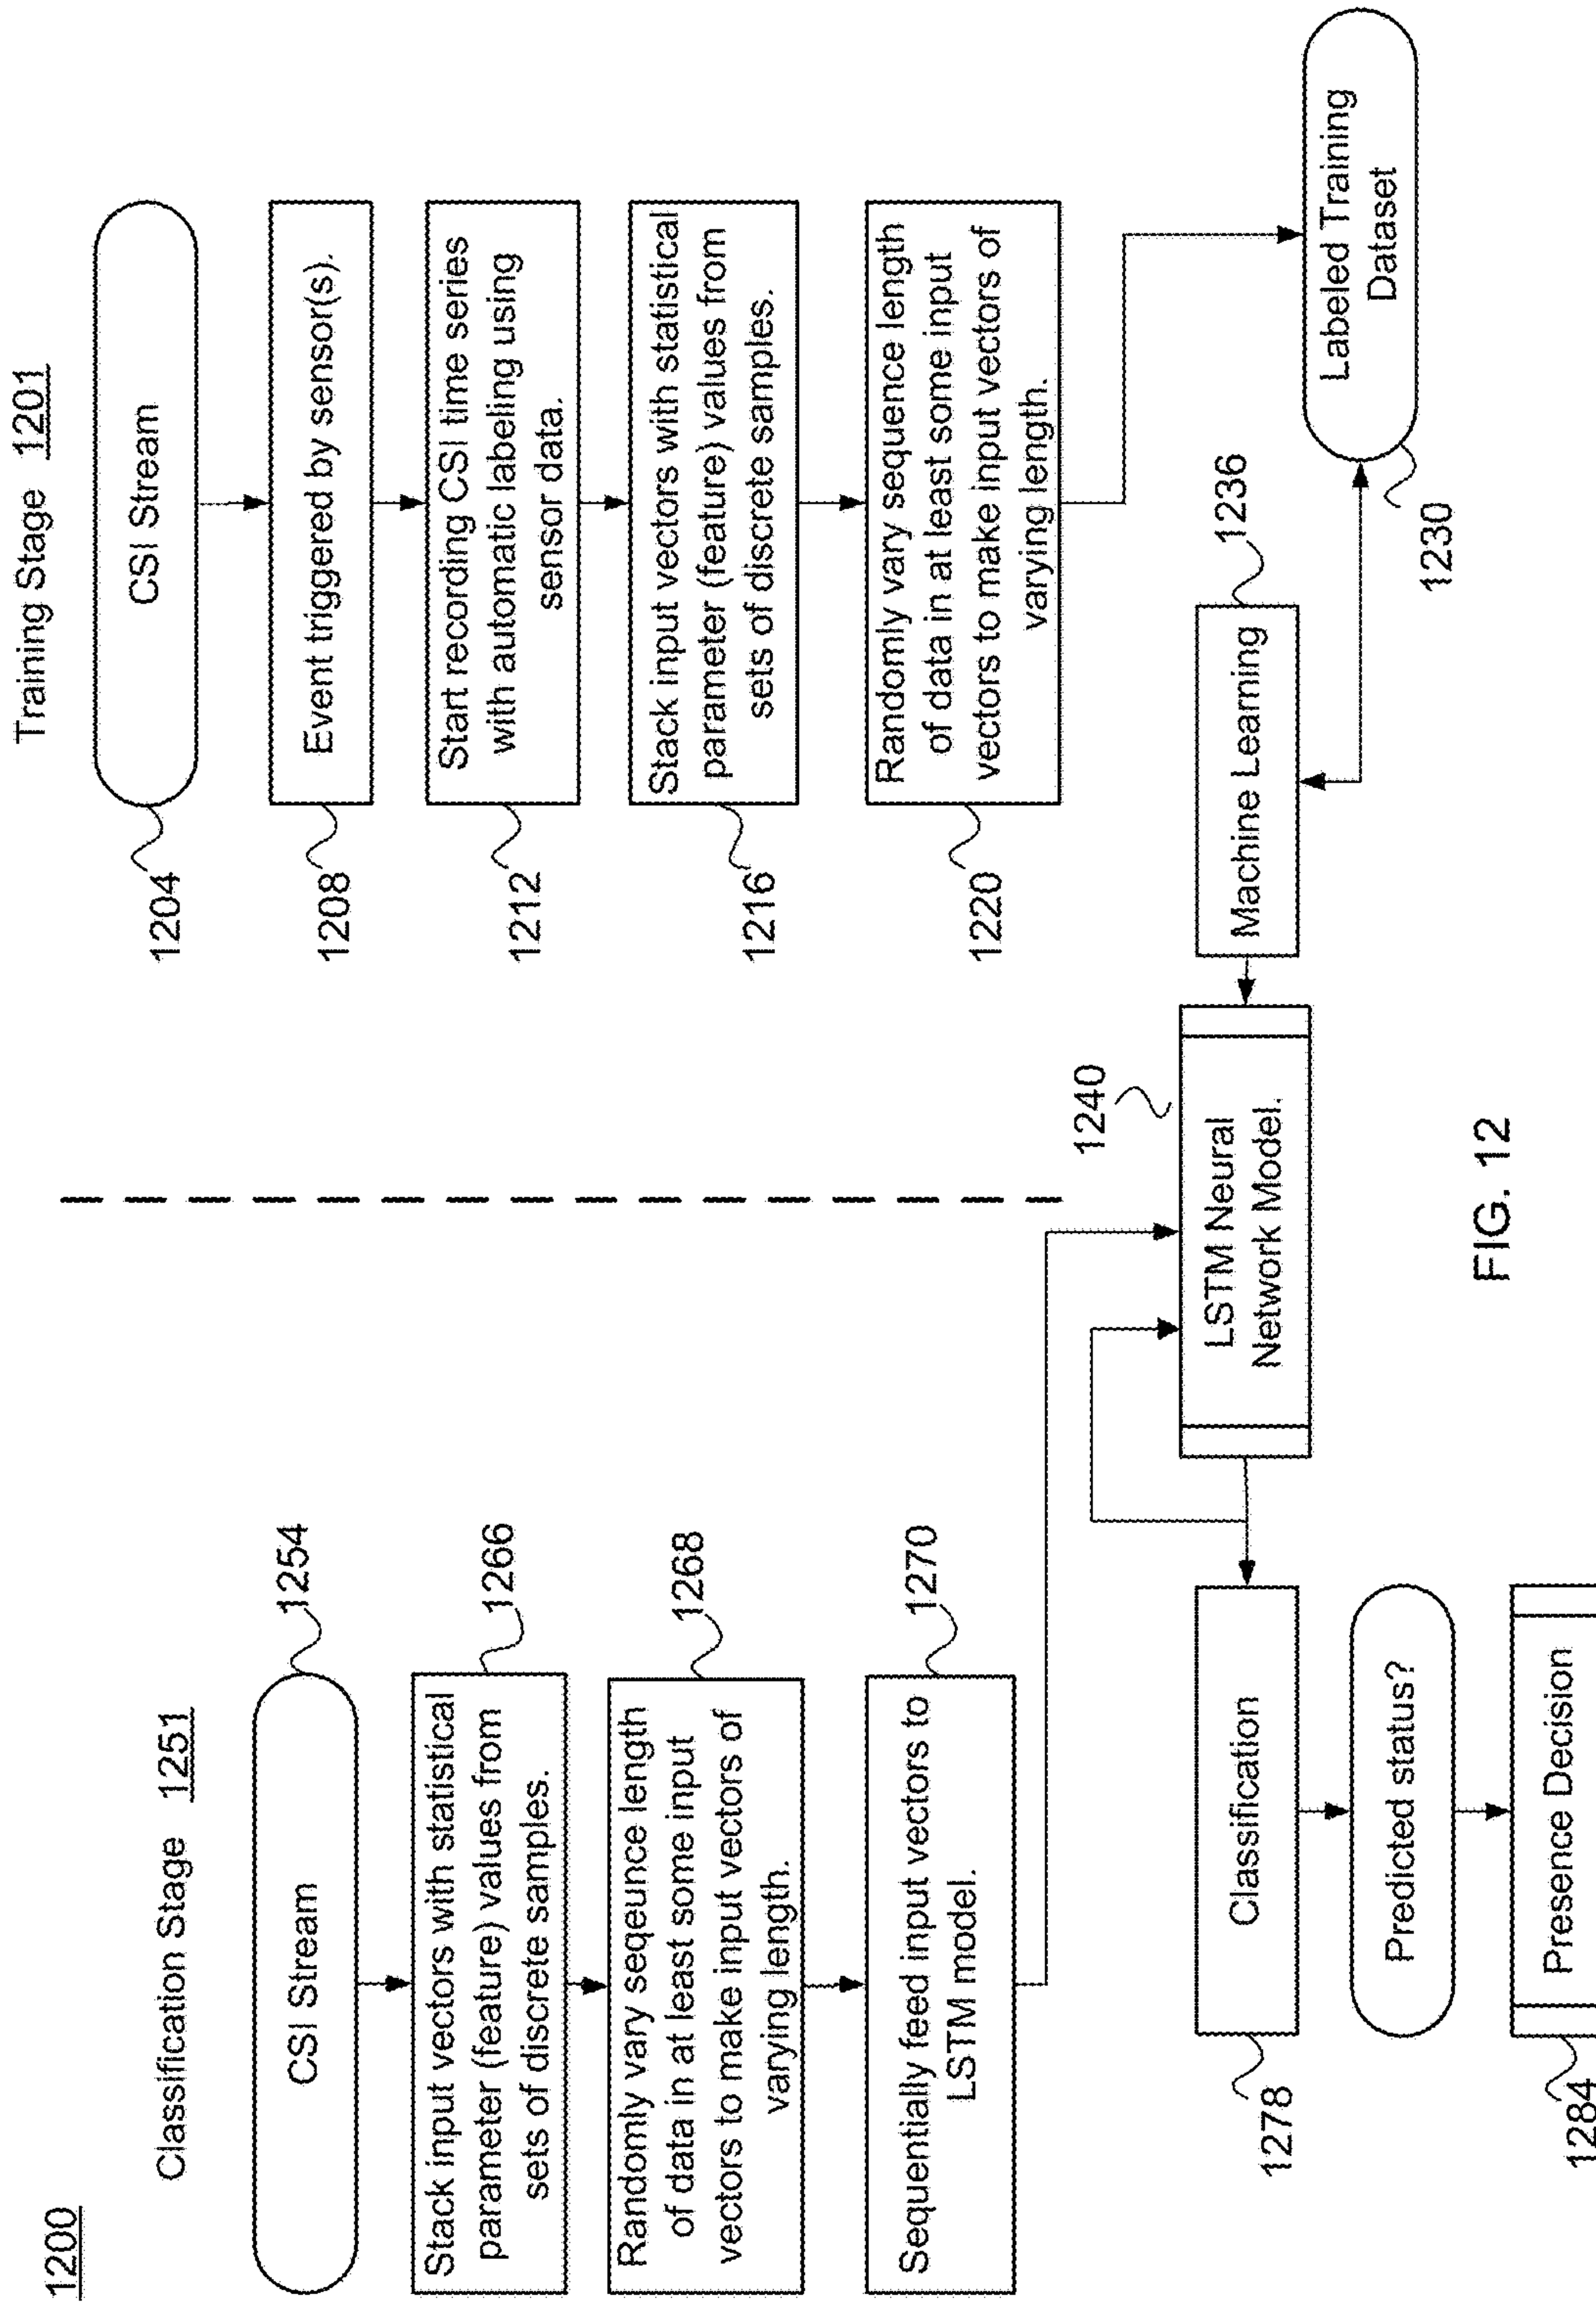 1200
Classification Stage 1251
CSI Stream
1254
Stack input vectors with statistical
parameter (feature) values from
sets of discrete samples.
1266
Randomly vary seqeunce length
of data in at least some input
vectors to make input vectors of
varying length.
1268
Sequentially feed input vectors to
LSTM model.
1270
Training Stage 1201
CSI Stream
1204
Event triggered by sensor(s).
1208
Start recording CSI time series
with automatic labeling using
sensor data.
1212
Stack input vectors with statistical
parameter (feature) values from
sets of discrete samples.
1216
Randomly vary sequence length
of data in at least some input
vectors to make input vectors of
varying length.
1220
Labeled Training
Dataset
1230
Machine Learning
1236
LSTM Neural
Network Model.
1240
Classification
1278
Predicted status?
Presence Decision
1284
FIG. 12